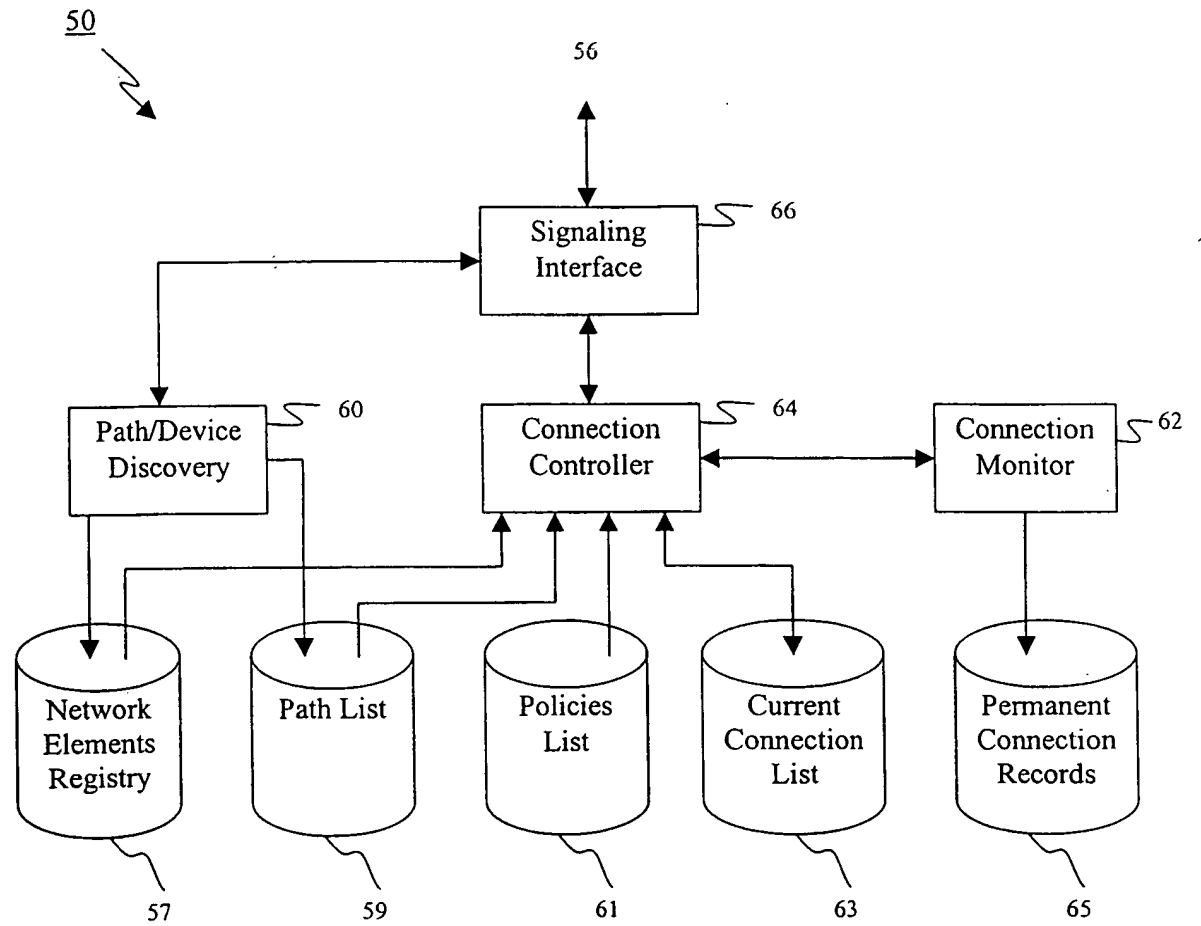 50
56
Signaling
Interface
66
Path/Device
Discovery
60
Connection
Controller
64
Connection
Monitor
62
Network
Elements
Registry
Path List
Policies
List
Current
Connection
List
Permanent
Connection
Records
57
59
61
63
65